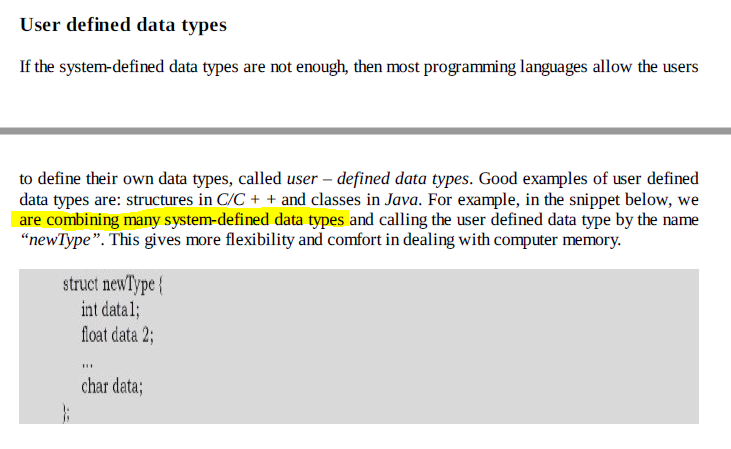 User defined data types
If the system-defined data types are not enough, then most programming languages allow the users
to define their own data types, called user – defined data types. Good examples of user defined
data types are: structures in C/C + + and classes in Java. For example, in the snippet below, we
are combining many system-defined data types and calling the user defined data type by the name
“newType”. This gives more flexibility and comfort in dealing with computer memory.
struct newType {
int data1;
float data 2;
...
char data;
};